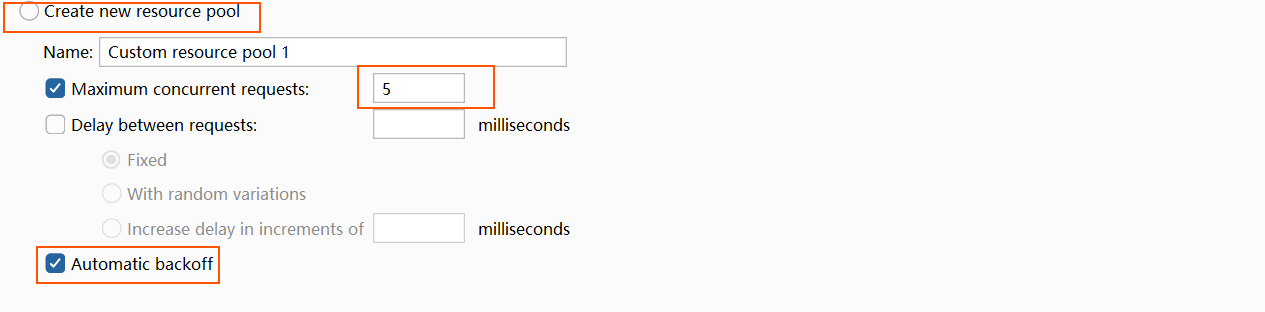 Create new resource pool
Name: Custom resource pool 1
Maximum concurrent requests: 5
Delay between requests: milliseconds
Fixed
With random variations
Increase delay in increments of milliseconds
Automatic backoff